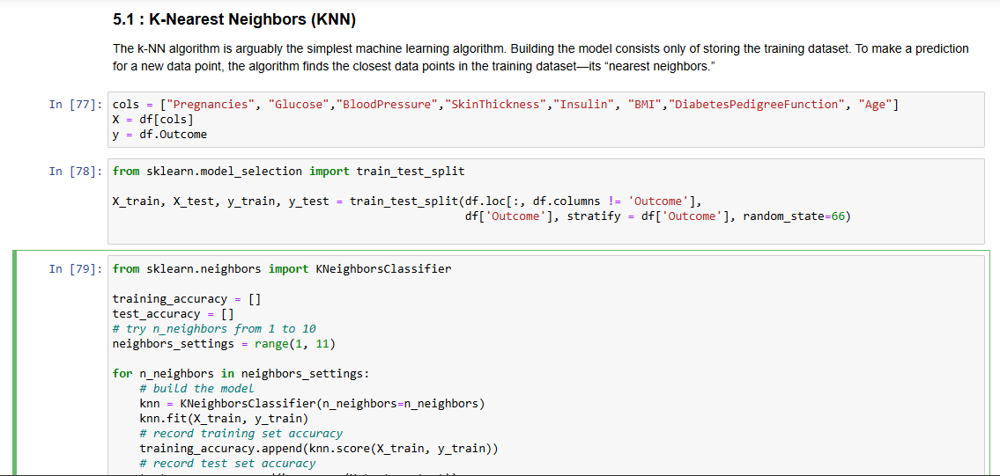 5.1 : K-Nearest Neighbors (KNN)
The k-NN algorithm is arguably the simplest machine learning algorithm. Building the model consists only of storing the training dataset. To make a prediction
for a new data point, the algorithm finds the closest data points in the training dataset—its “nearest neighbors.”
In [77]: cols = ["Pregnancies", "Glucose","BloodPressure","SkinThickness","Insulin", "BMI","DiabetesPedigreeFunction", "Age"]
X = df[cols]
y = df.Outcome
In [78]: from sklearn.model_selection import train_test_split
X_train, X_test, y_train, y_test = train_test_split(df.loc[:, df.columns != 'Outcome'],
df['Outcome'], stratify = df['Outcome'], random_state=66)
In [79]: from sklearn.neighbors import KNeighborsClassifier
training_accuracy = []
test_accuracy = []
# try n_neighbors from 1 to 10
neighbors_settings = range(1, 11)
for n_neighbors in neighbors_settings:
# build the model
knn = KNeighborsClassifier(n_neighbors=n_neighbors)
knn.fit(X_train, y_train)
# record training set accuracy
training_accuracy.append(knn.score(X_train, y_train))
# record test set accuracy